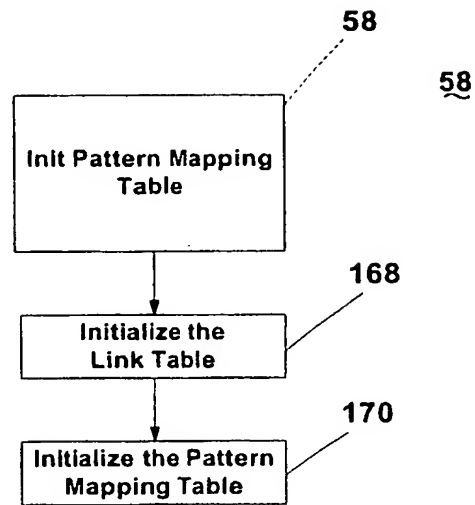 58
58
Init Pattern Mapping
Table
168
Initialize the
Link Table
170
Initialize the Pattern
Mapping Table